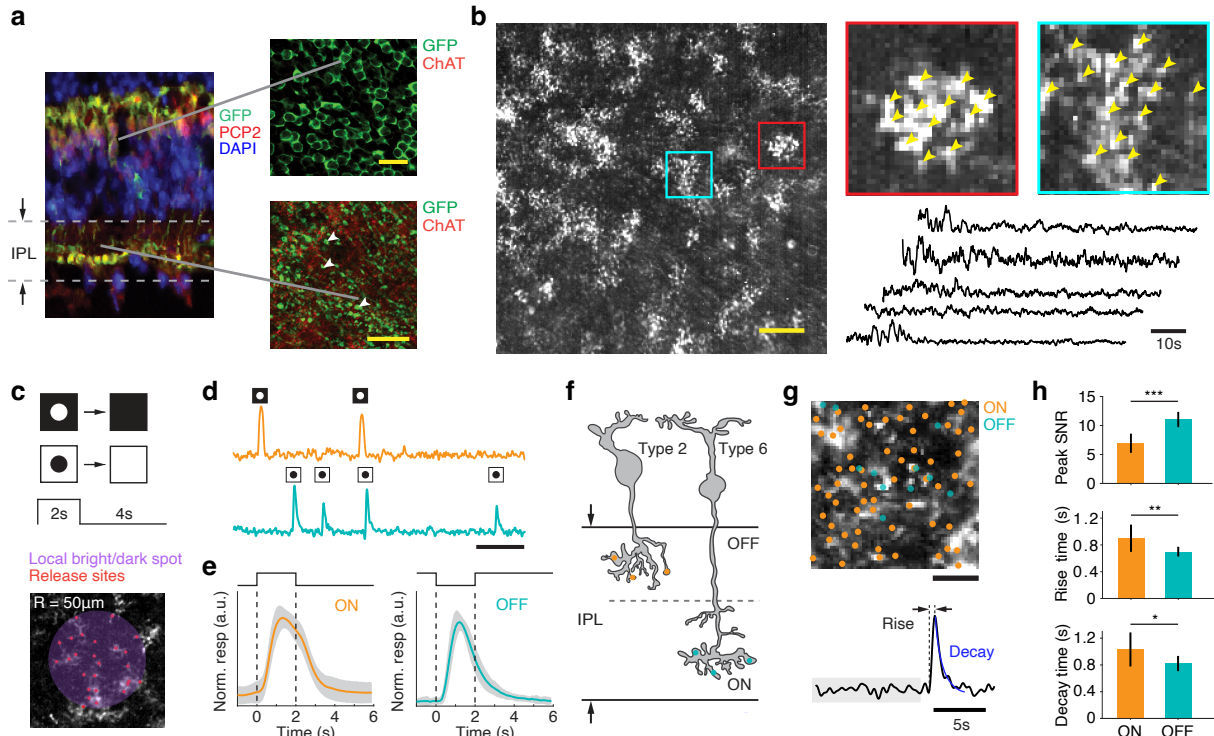 a
GFP
PCP2
DAPI
IPL
GFP
ChAT
GFP
ChAT
b
10s
c
2s
4s
Local bright/dark spot
Release sites
R = 50µm
d
e
Norm. resp (a.u.)
ON
0 2 4 6
Time (s)
Norm. resp (a.u.)
OFF
0 2 4 6
Time (s)
f
Type 2
Type 6
OFF
IPL
ON
g
ON
OFF
Rise
Decay
5s
h
Peak SNR
15
10
5
0
***
Rise time (s)
1.2
0.8
0.4
0
**
Decay time (s)
1.2
0.8
0.4
0
*
ON OFF